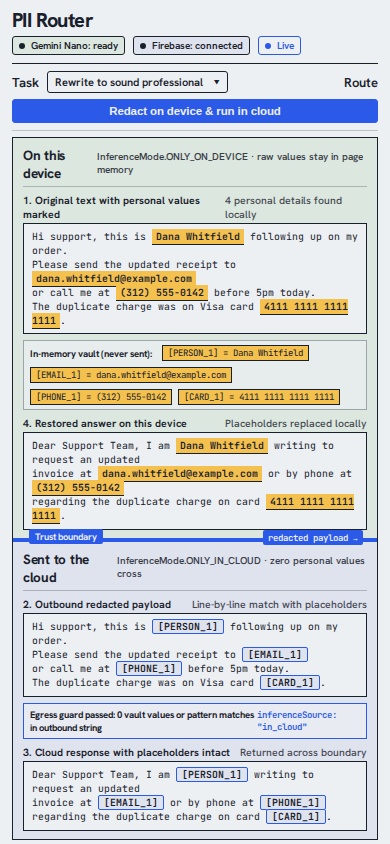 PII Router
Gemini Nano: ready
Firebase: connected
Live
Task
Rewrite to sound professional
Route
Redact on device & run in cloud
On this device
InferenceMode.ONLY_ON_DEVICE · raw values stay in page memory
1. Original text with personal values marked
4 personal details found locally
Hi support, this is Dana Whitfield following up on my
order.
Please send the updated receipt to
dana.whitfield@example.com
or call me at (312) 555-0142 before 5pm today.
The duplicate charge was on Visa card 4111 1111 1111
1111.
In-memory vault (never sent): [PERSON_1] = Dana Whitfield
[EMAIL_1] = dana.whitfield@example.com
[PHONE_1] = (312) 555-0142 [CARD_1] = 4111 1111 1111 1111
4. Restored answer on this device
Placeholders replaced locally
Dear Support Team, I am Dana Whitfield writing to
request an updated
invoice at dana.whitfield@example.com or by phone at
(312) 555-0142
regarding the duplicate charge on card 4111 1111 1111
1111.
Trust boundary
redacted payload →
Sent to the cloud
InferenceMode.ONLY_IN_CLOUD · zero personal values cross
2. Outbound redacted payload
Line-by-line match with placeholders
Hi support, this is [PERSON_1] following up on my
order.
Please send the updated receipt to [EMAIL_1]
or call me at [PHONE_1] before 5pm today.
The duplicate charge was on Visa card [CARD_1].
Egress guard passed: 0 vault values or pattern matches in outbound string
inferenceSource: "in_cloud"
3. Cloud response with placeholders intact
Returned across boundary
Dear Support Team, I am [PERSON_1] writing to
request an updated
invoice at [EMAIL_1] or by phone at [PHONE_1]
regarding the duplicate charge on card [CARD_1].